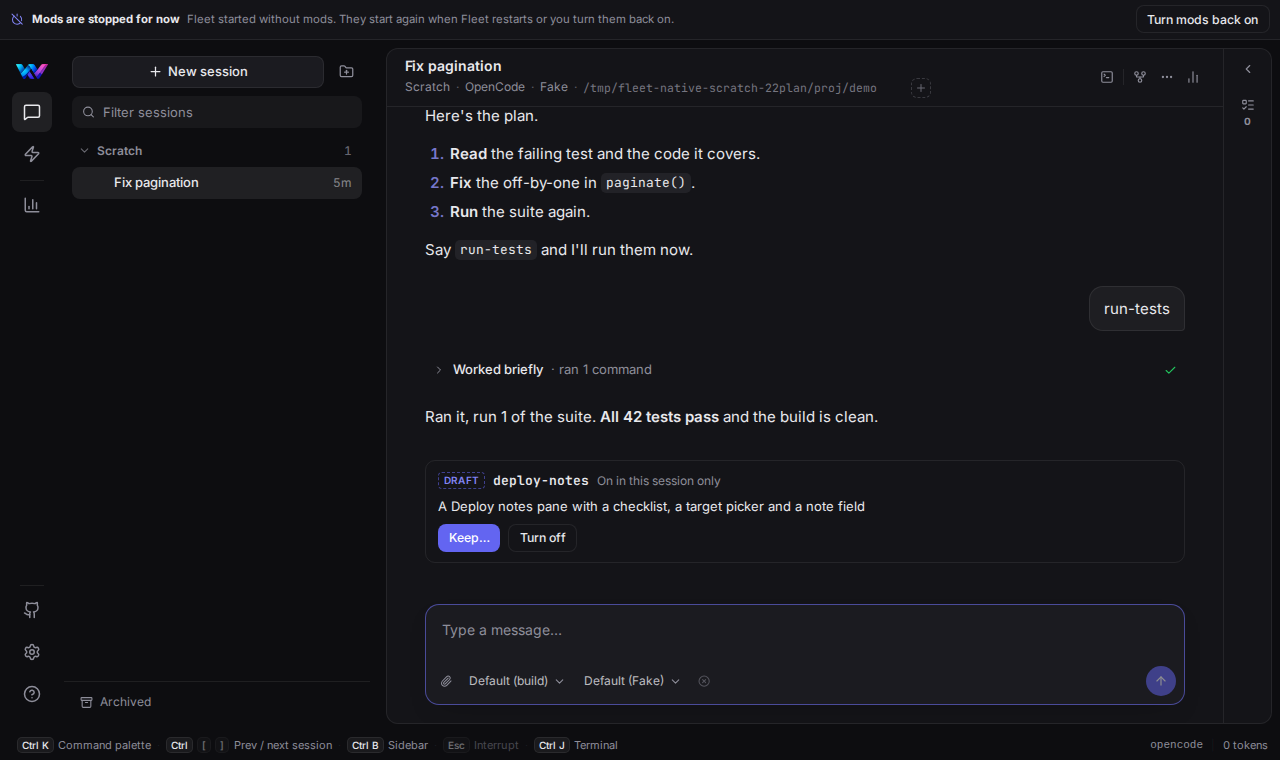 Mods are stopped for now Fleet started without mods. They start again when Fleet restarts or you turn them back on.
Turn mods back on
New session
Filter sessions
Scratch 1
Fix pagination 5m
Archived
Fix pagination
Scratch · OpenCode · Fake · /tmp/fleet-native-scratch-22plan/proj/demo
0
Here's the plan.
1. Read the failing test and the code it covers.
2. Fix the off-by-one in paginate().
3. Run the suite again.
Say run-tests and I'll run them now.
run-tests
Worked briefly · ran 1 command
Ran it, run 1 of the suite. All 42 tests pass and the build is clean.
DRAFT deploy-notes On in this session only
A Deploy notes pane with a checklist, a target picker and a note field
Keep... Turn off
Type a message...
Default (build) Default (Fake)
Ctrl K Command palette Ctrl [ ] Prev / next session Ctrl B Sidebar Esc Interrupt Ctrl J Terminal opencode 0 tokens